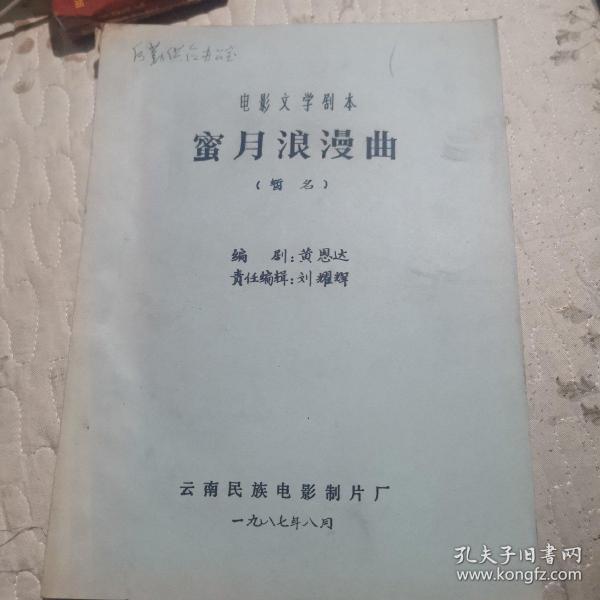 电影文学剧本
蜜月浪漫曲
（暂名）
编 剧：黄恩达
责任编辑：刘耀辉
云南民族电影制片厂
一九八七年八月
孔夫子旧书网
www.kongfz.com